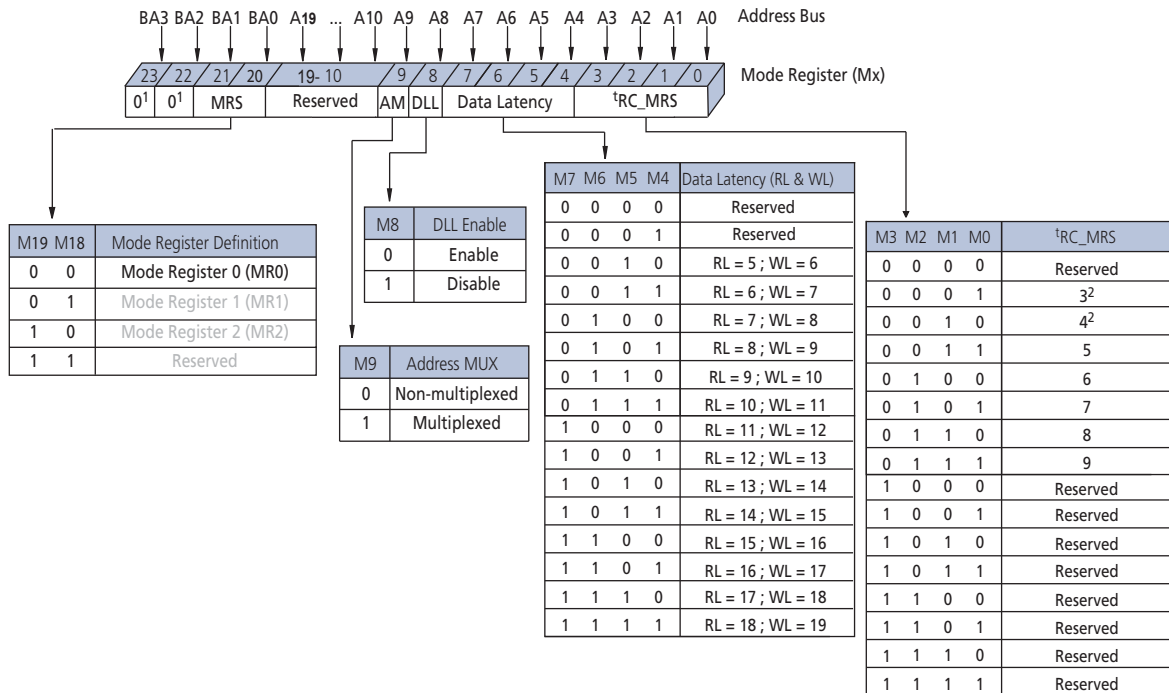 BA3 BA2 BA1 BA0 A19 ... A10 A9 A8 A7 A6 A5 A4 A3 A2 A1 A0 Address Bus
23 22 21 20 19-10 9 8 7 6 5 4 3 2 1 0 Mode Register (Mx)
0¹ 0¹ MRS Reserved AM DLL Data Latency tRC_MRS
M19 M18 Mode Register Definition
0 0 Mode Register 0 (MR0)
0 1 Mode Register 1 (MR1)
1 0 Mode Register 2 (MR2)
1 1 Reserved
M8 DLL Enable
0 Enable
1 Disable
M9 Address MUX
0 Non-multiplexed
1 Multiplexed
M7 M6 M5 M4 Data Latency (RL & WL)
0 0 0 0 Reserved
0 0 0 1 Reserved
0 0 1 0 RL = 5 ; WL = 6
0 0 1 1 RL = 6 ; WL = 7
0 1 0 0 RL = 7 ; WL = 8
0 1 0 1 RL = 8 ; WL = 9
0 1 1 0 RL = 9 ; WL = 10
0 1 1 1 RL = 10 ; WL = 11
1 0 0 0 RL = 11 ; WL = 12
1 0 0 1 RL = 12 ; WL = 13
1 0 1 0 RL = 13 ; WL = 14
1 0 1 1 RL = 14 ; WL = 15
1 1 0 0 RL = 15 ; WL = 16
1 1 0 1 RL = 16 ; WL = 17
1 1 1 0 RL = 17 ; WL = 18
1 1 1 1 RL = 18 ; WL = 19
M3 M2 M1 M0 tRC_MRS
0 0 0 0 Reserved
0 0 0 1 3²
0 0 1 0 4²
0 0 1 1 5
0 1 0 0 6
0 1 0 1 7
0 1 1 0 8
0 1 1 1 9
1 0 0 0 Reserved
1 0 0 1 Reserved
1 0 1 0 Reserved
1 0 1 1 Reserved
1 1 0 0 Reserved
1 1 0 1 Reserved
1 1 1 0 Reserved
1 1 1 1 Reserved